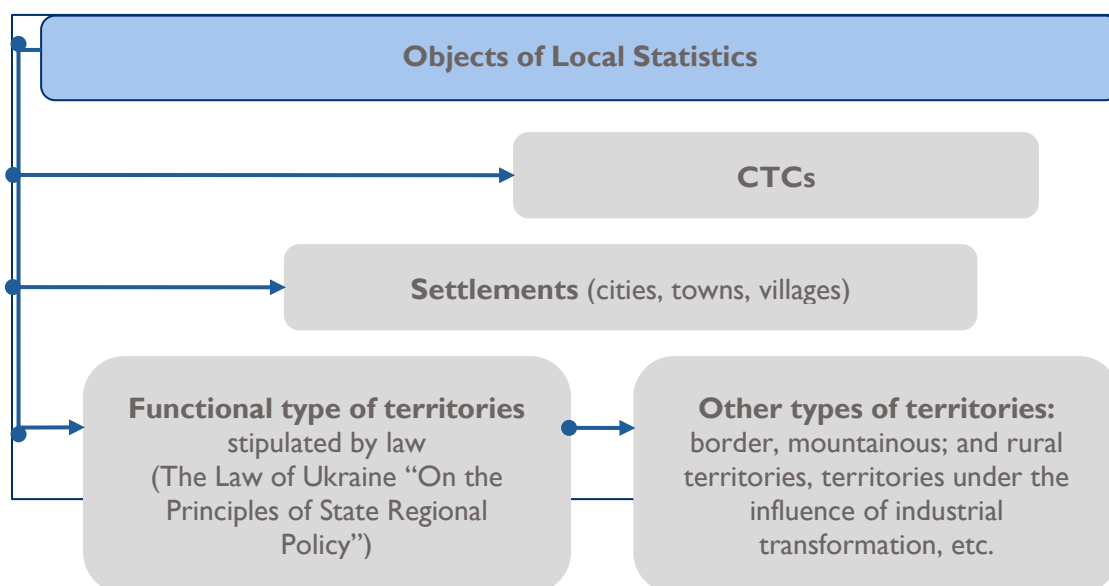 Objects of Local Statistics
CTCs
Settlements (cities, towns, villages)
Functional type of territories
stipulated by law
(The Law of Ukraine “On the
Principles of State Regional
Policy”)
Other types of territories:
border, mountainous; and rural
territories, territories under the
influence of industrial
transformation, etc.